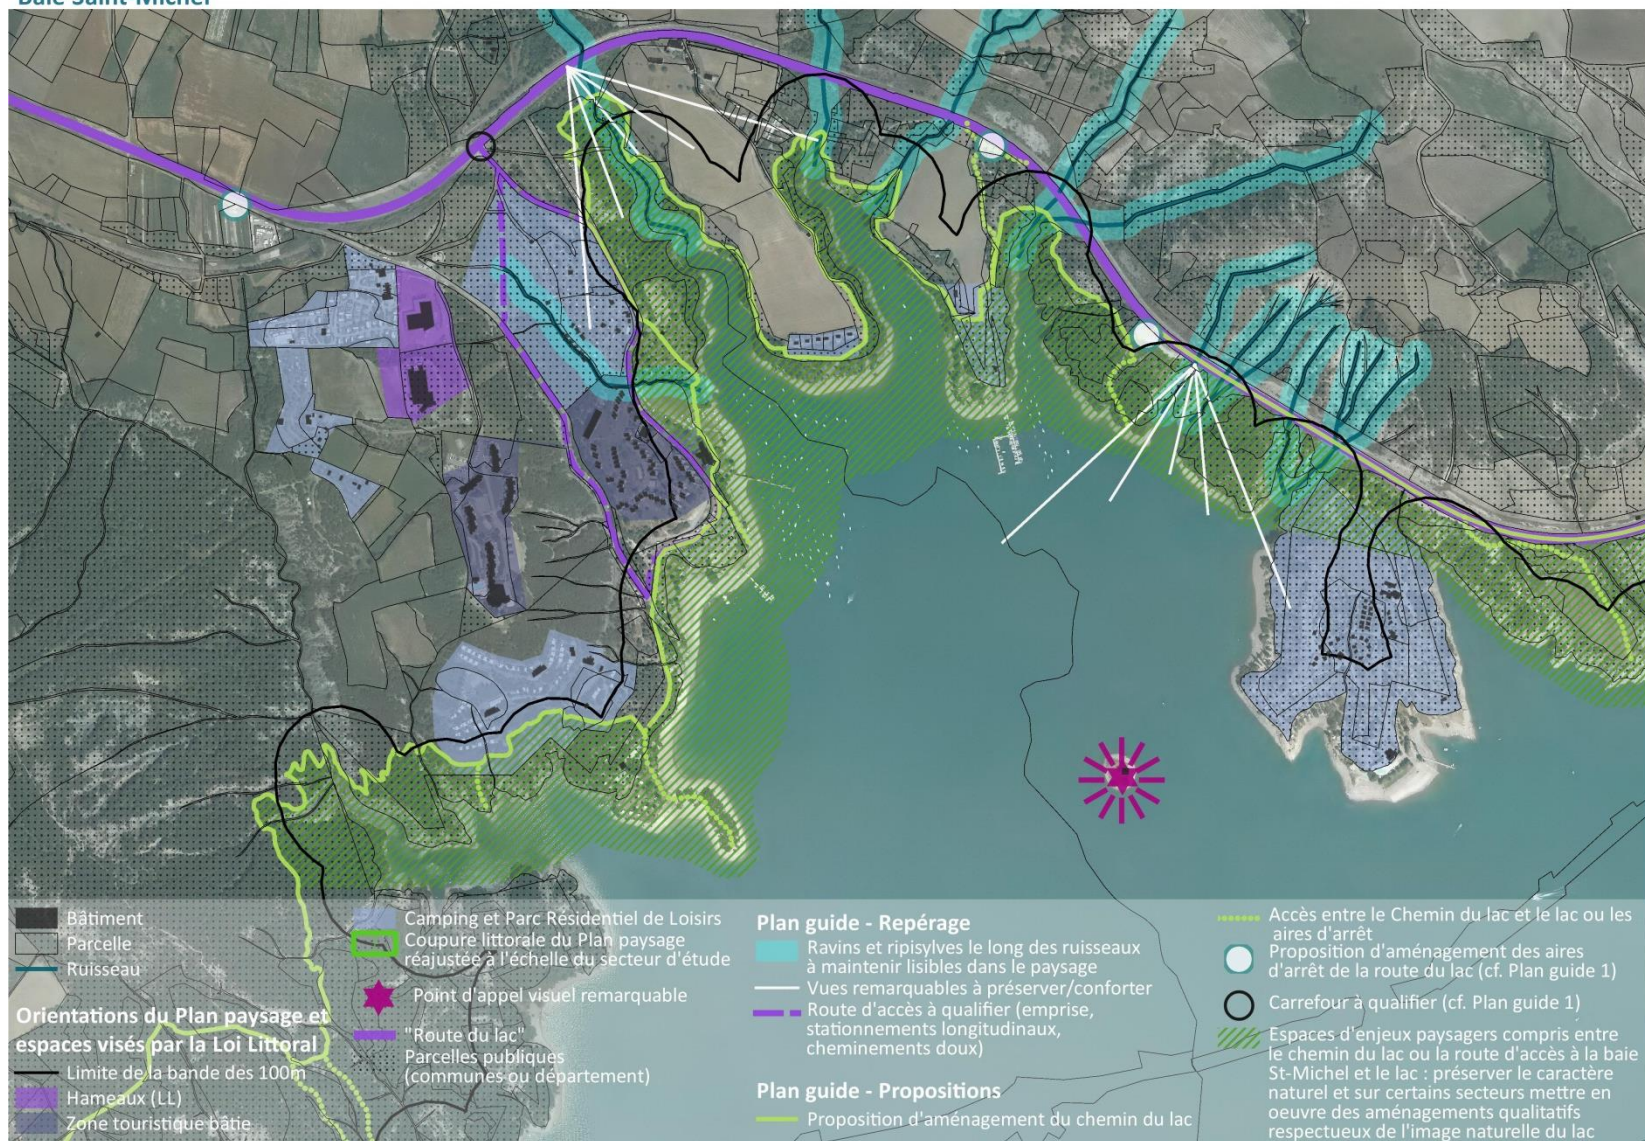 Baie Saint-Michel
Bâtiment
Parcelle
Ruisseau
Orientations du Plan paysage et
espaces visés par la Loi Littoral
Limite de la bande des 100m
Hameaux (LL)
Zone touristique bâtie
Camping et Parc Résidentiel de Loisirs
Coupure littorale du Plan paysage
réajustée à l'échelle du secteur d'étude
Point d'appel visuel remarquable
"Route du lac"
Parcelles publiques
(communes ou département)
Plan guide - Repérage
Ravins et ripisylves le long des ruisseaux
à maintenir lisibles dans le paysage
Vues remarquables à préserver/conforter
Route d'accès à qualifier (emprise,
stationnements longitudinaux,
cheminements doux)
Plan guide - Propositions
Proposition d'aménagement du chemin du lac
Accès entre le Chemin du lac et le lac ou les
aires d'arrêt
Proposition d'aménagement des aires
d'arrêt de la route du lac (cf. Plan guide 1)
Carrefour à qualifier (cf. Plan guide 1)
Espaces d'enjeux paysagers compris entre
le chemin du lac ou la route d'accès à la baie
St-Michel et le lac : préserver le caractère
naturel et sur certains secteurs mettre en
oeuvre des aménagements qualitatifs
respectueux de l'image naturelle du lac